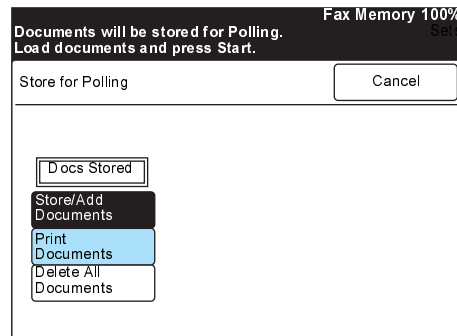 Fax Memory 100%
Documents will be stored for Polling.
Sets
Load documents and press Start.
Store for Polling
Cancel
Docs Stored
Store/Add
Documents
Print
Documents
Delete All
Documents